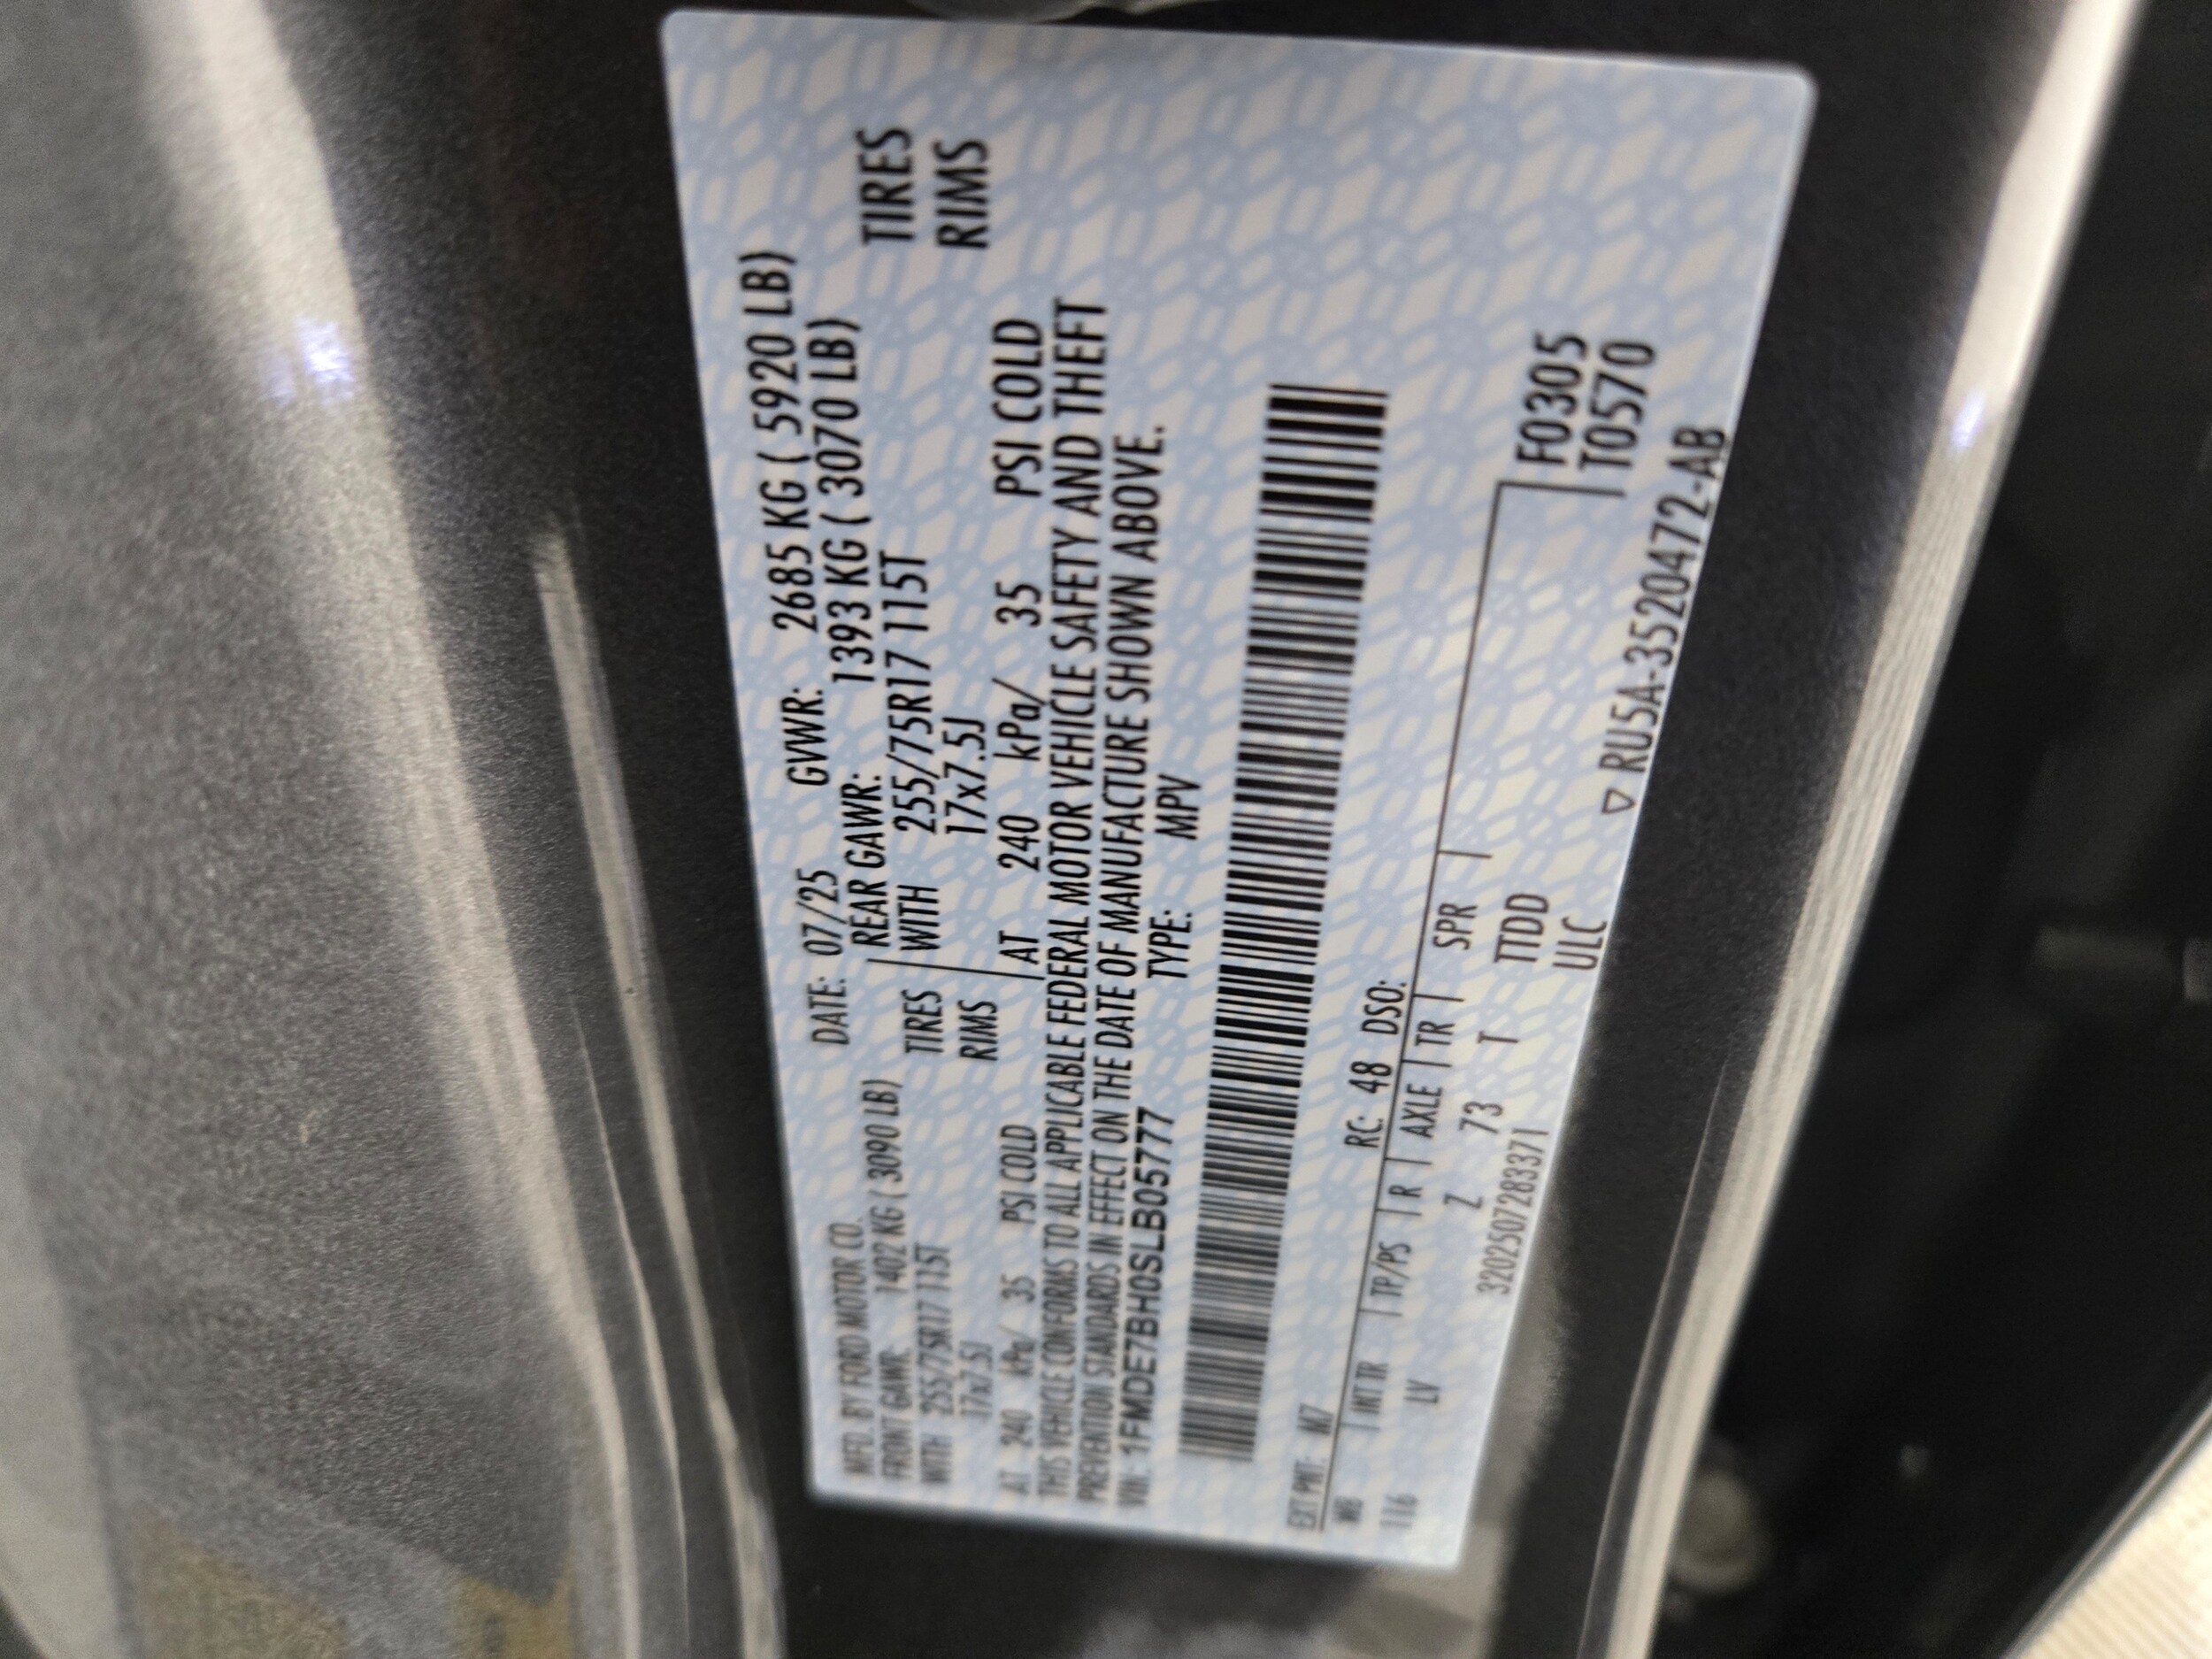 MFD. BY FORD MOTOR CO.
DATE: 07/25 GVWR: 2685 KG ( 5920 LB)
FRONT GAWR: 1402 KG ( 3090 LB) REAR GAWR: 1393 KG ( 3070 LB)
WITH 255/75R17 115T TIRES WITH 255/75R17 115T TIRES
17x7.5J RIMS 17x7.5J RIMS
AT 240 kPa/ 35 PSI COLD AT 240 kPa/ 35 PSI COLD
THIS VEHICLE CONFORMS TO ALL APPLICABLE FEDERAL MOTOR VEHICLE SAFETY AND THEFT
PREVENTION STANDARDS IN EFFECT ON THE DATE OF MANUFACTURE SHOWN ABOVE.
VIN: 1FMDE7BH0SLB05777 TYPE: MPV
EXT PNT: M7 RC: 48 DSO:
WB INT TR TP/PS R AXLE TR SPR F0305
116 LV Z 73 T TTDD T0570
3202507283371 ULC
▽ RU5A-3520472-AB